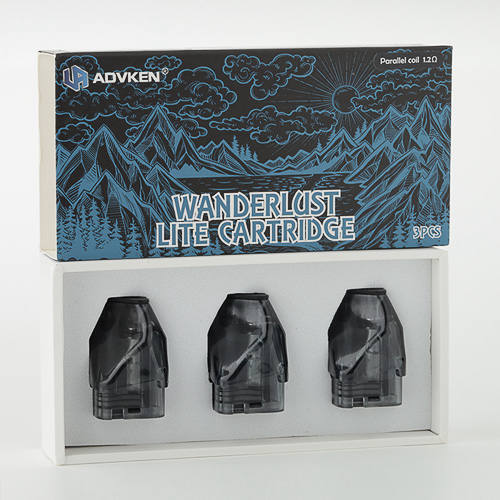 ADVKEN®
Parallel coil 1.2Ω
WANDERLUST
LITE CARTRIDGE
3PCS